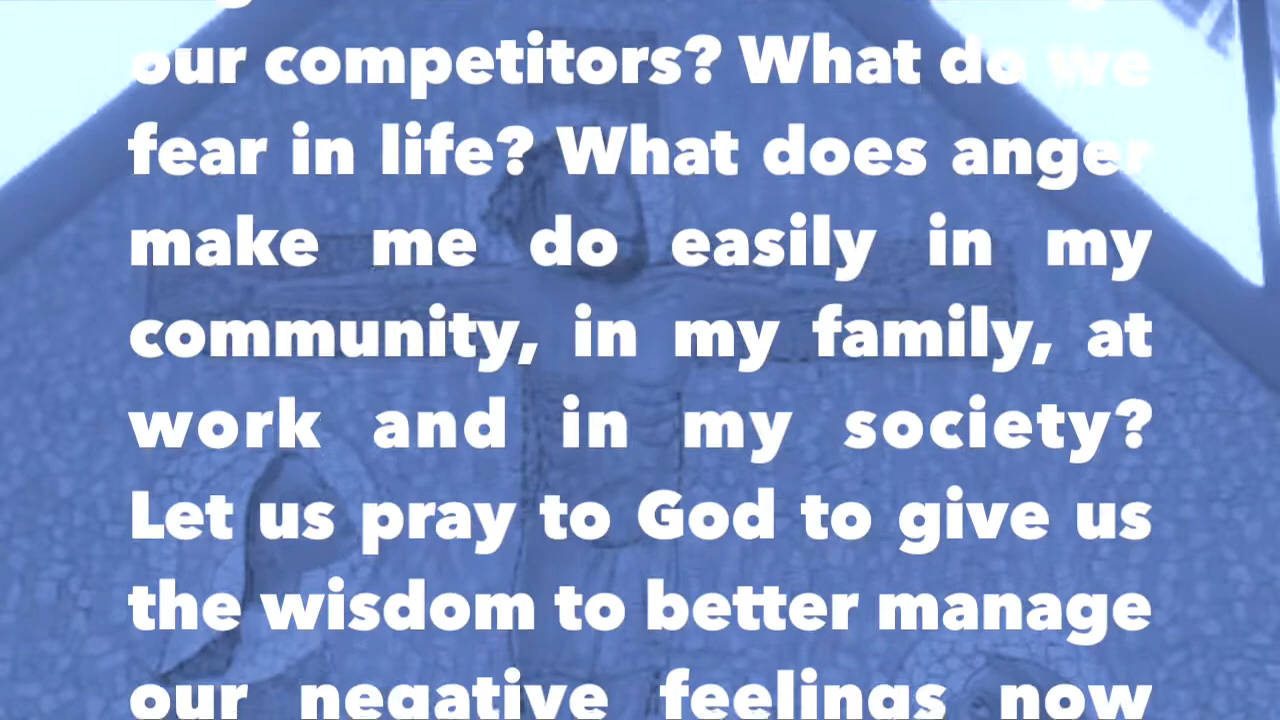 our competitors? What do we
fear in life? What does anger
make me do easily in my
community, in my family, at
work and in my society?
Let us pray to God to give us
the wisdom to better manage
our negative feelings now